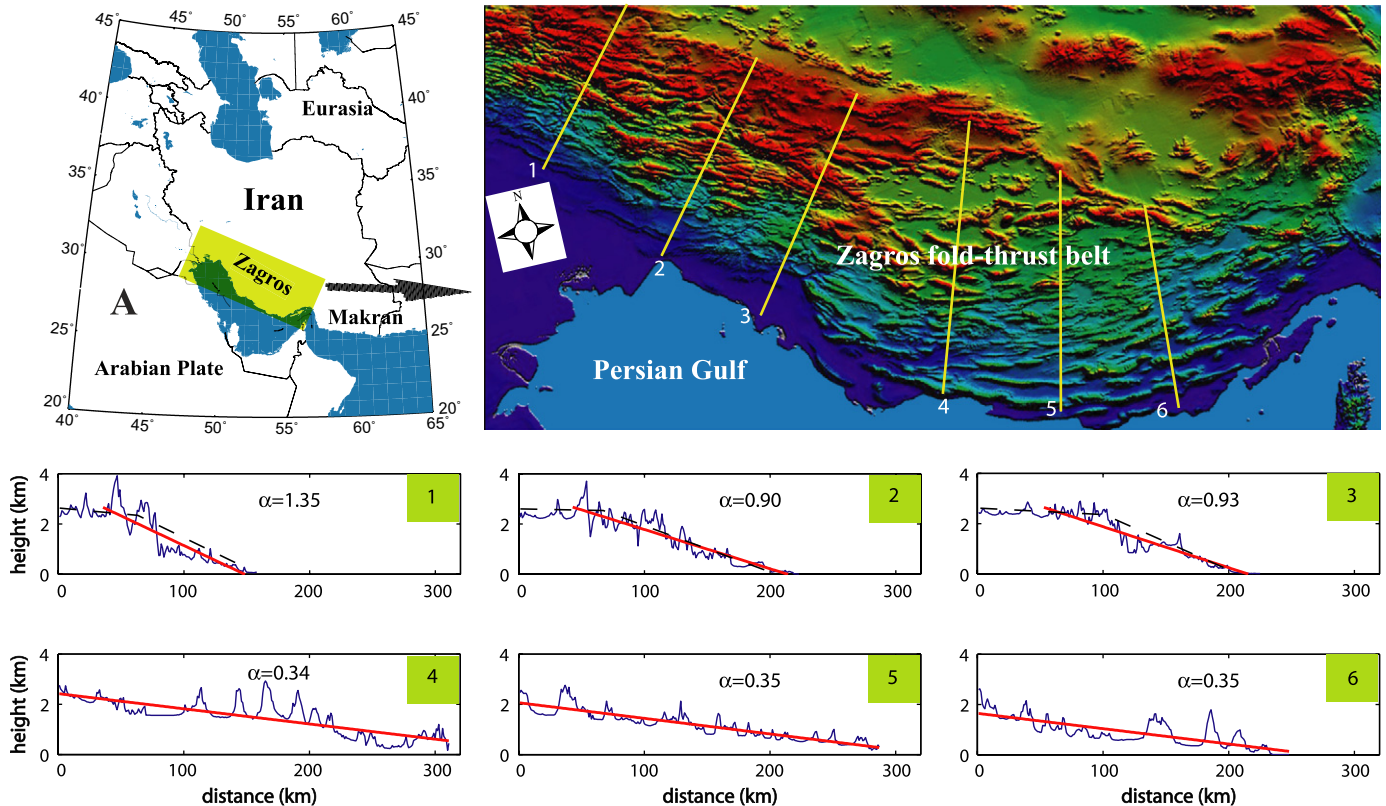 45° 50° 55° 60° 45°
40° 40°
Eurasia
35° 35°
Iran
30° 30°
Zagros
A
Makran
25° 25°
Arabian Plate
20° 20°
40° 45° 50° 55° 60° 65°
1
N
Zagros fold-thrust belt
2
3
Persian Gulf
4 5 6
height (km)
4
2
0
α=1.35
1
0 100 200 300
4
2
0
α=0.90
2
0 100 200 300
4
2
0
α=0.93
3
0 100 200 300
height (km)
4
2
0
α=0.34
4
0 100 200 300
distance (km)
4
2
0
α=0.35
5
0 100 200 300
distance (km)
4
2
0
α=0.35
6
0 100 200 300
distance (km)